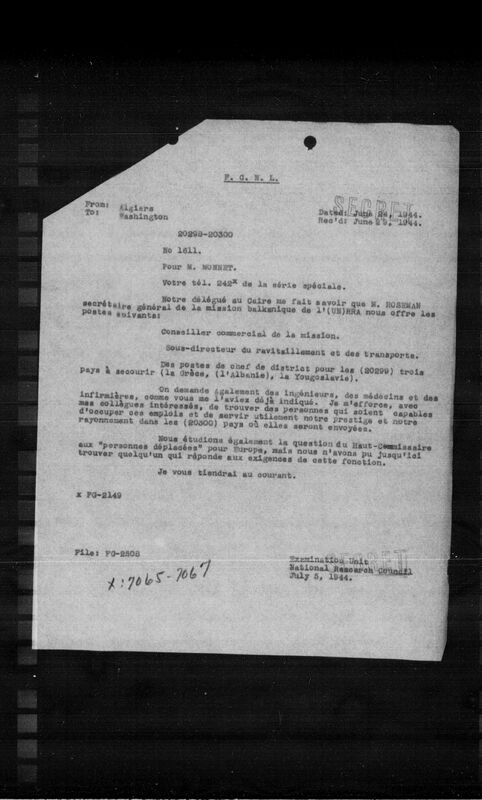 F. C. N. L.
SECRET
From: Algiers
To: Washington
Dated: June 24, 1944.
Rec'd: June 25, 1944.
20298-20300
No 1611.
Pour M. MONNET.
Votre tél. 242x de la série spéciale.
Notre délégué au Caire me fait savoir que M. ROSEMAN
secrétaire général de la mission balkanique de l'(UN)RRA nous offre les
postes suivants:
Conseiller commercial de la mission.
Sous-directeur du ravitaillement et des transports.
Des postes de chef de district pour les (20299) trois
pays à secourir (la Grèce, (l'Albanie), la Yougoslavie).
On demande également des ingénieurs, des médecins et des
infirmières, comme vous me l'aviez déjà indiqué. Je m'efforce, avec
mes collègues intéressés, de trouver des personnes qui soient capables
d'occuper ces emplois et de servir utilement notre prestige et notre
rayonnement dans les (20300) pays où elles seront envoyées.
Nous étudions également la question du Haut-Commissaire
aux "personnes déplacées" pour Europe, mais nous n'avons pu jusqu'ici
trouver quelqu'un qui réponde aux exigences de cette fonction.
Je vous tiendrai au courant.
x FG-2149
File: FG-2508
SECRET
Examination Unit
National Research Council
July 5, 1944.
x: 7065-7067